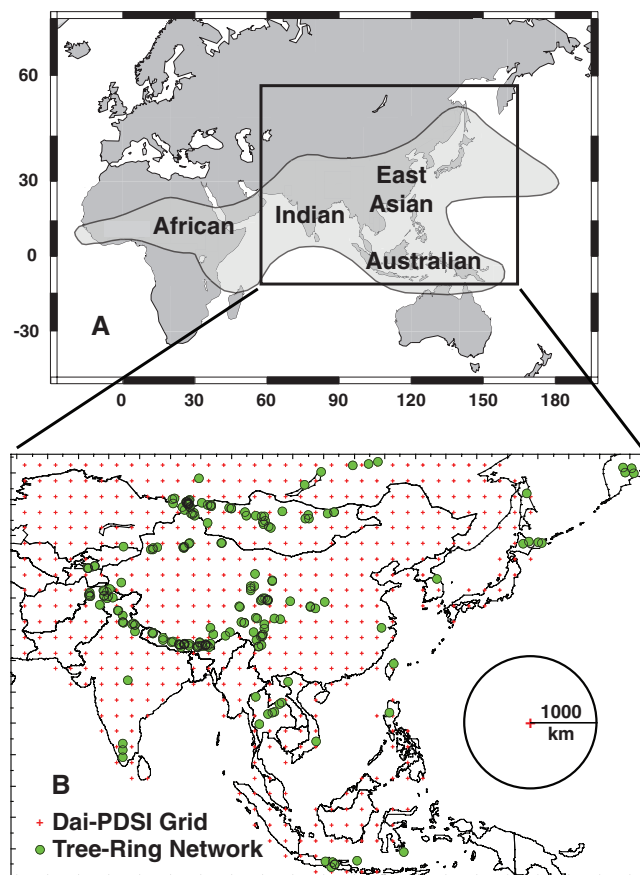 60
30
0
-30
African
Indian
East
Asian
Australian
A
0 30 60 90 120 150 180
1000
km
B
+ Dai-PDSI Grid
Tree-Ring Network